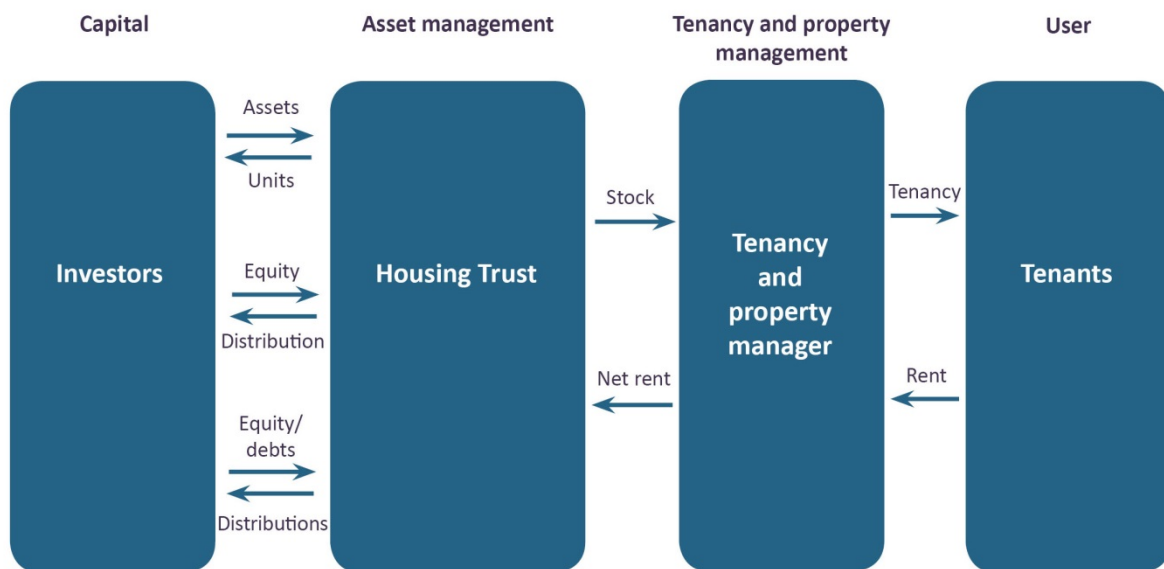 Capital
Asset management
Tenancy and property
management
User
Assets
Units
Investors
Equity
Distribution
Equity/
debts
Distributions
Housing Trust
Stock
Net rent
Tenancy
and
property
manager
Tenancy
Rent
Tenants